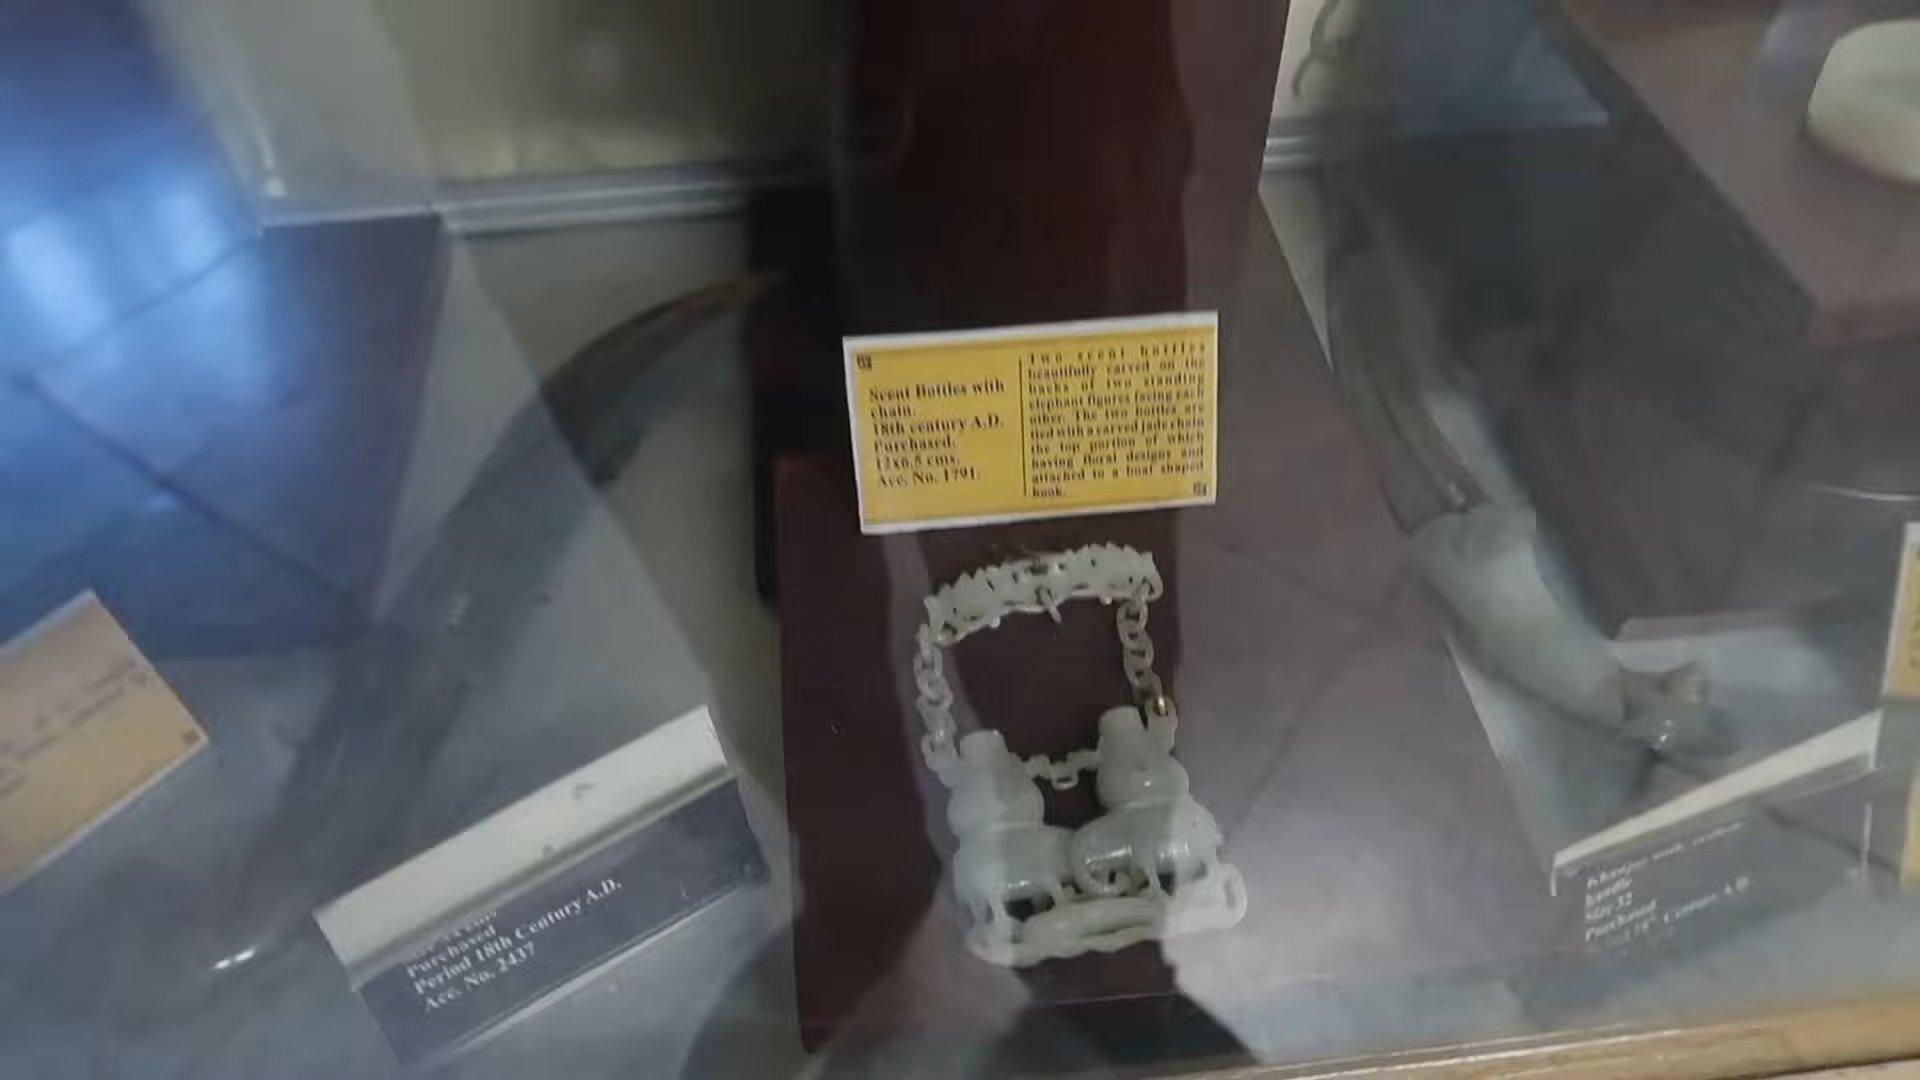 Scent Bottles with
chain.
18th century A.D.
Purchased.
12x6.5 cms.
Acc. No. 1791.
Two scent bottles
beautifully carved on the
backs of two standing
elephant figures facing each
other. The two bottles are
tied with a carved jade chain
the top portion of which
having floral designs and
attached to a boat shaped
hook.
Purchased
Period 18th Century A.D.
Acc. No. 2437
handle
Size 32
Purchased